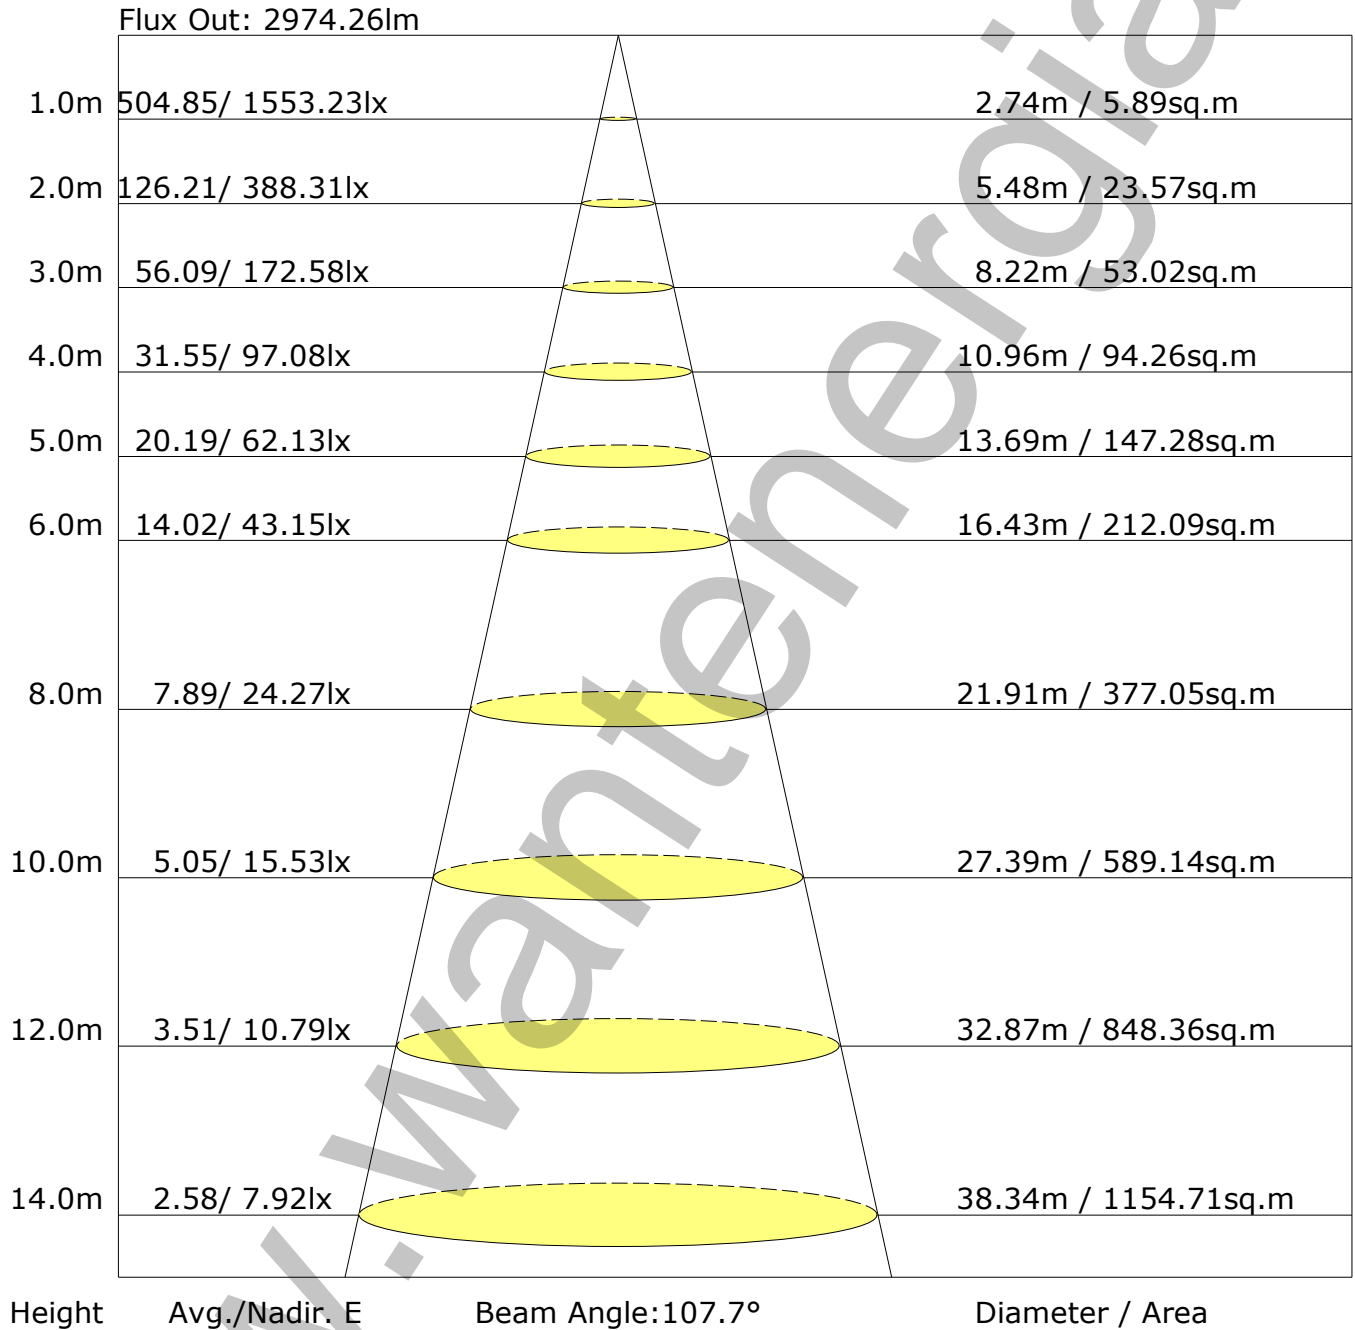 Flux Out: 2974.26lm
1.0m 504.85/ 1553.23lx 2.74m / 5.89sq.m
2.0m 126.21/ 388.31lx 5.48m / 23.57sq.m
3.0m 56.09/ 172.58lx 8.22m / 53.02sq.m
4.0m 31.55/ 97.08lx 10.96m / 94.26sq.m
5.0m 20.19/ 62.13lx 13.69m / 147.28sq.m
6.0m 14.02/ 43.15lx 16.43m / 212.09sq.m
8.0m 7.89/ 24.27lx 21.91m / 377.05sq.m
10.0m 5.05/ 15.53lx 27.39m / 589.14sq.m
12.0m 3.51/ 10.79lx 32.87m / 848.36sq.m
14.0m 2.58/ 7.92lx 38.34m / 1154.71sq.m
Height Avg./Nadir. E Beam Angle:107.7° Diameter / Area
w.wantenergia